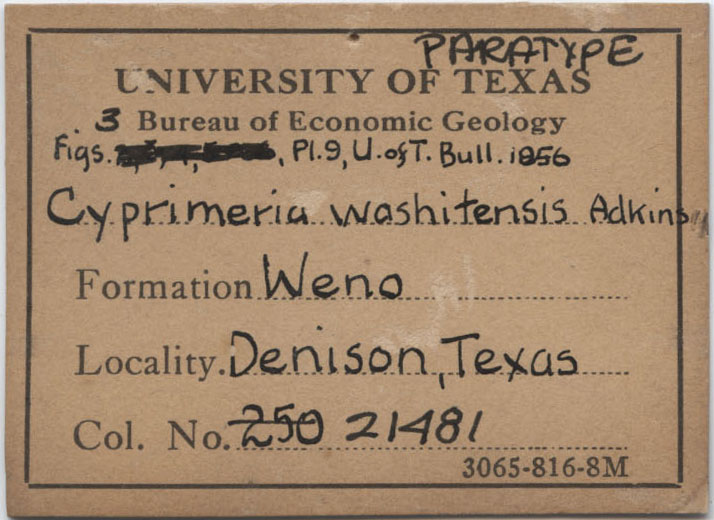 PARATYPE
UNIVERSITY OF TEXAS
3 Bureau of Economic Geology
Figs. , Pl. 9, U. of T. Bull. 1856
Cyprimeria washitensis Adkins
Formation Weno
Locality. Denison, Texas
Col. No. 250 21481
3065-816-8M